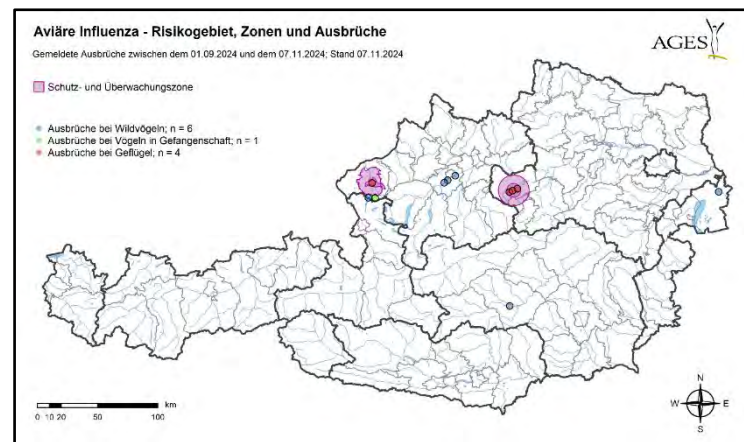 Aviäre Influenza - Risikogebiet, Zonen und Ausbrüche
Gemeldete Ausbrüche zwischen dem 01.09.2024 und dem 07.11.2024; Stand 07.11.2024
AGES
Schutz- und Überwachungszone
Ausbrüche bei Wildvögeln; n = 6
Ausbrüche bei Vögeln in Gefangenschaft; n = 1
Ausbrüche bei Geflügel; n = 4
km
0 10 20 50 100
N
W E
S